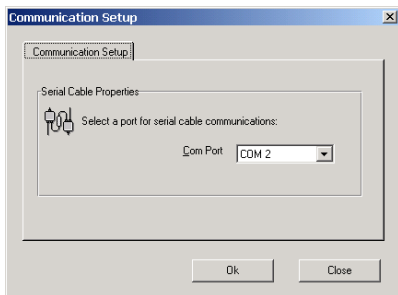 Communication Setup
Communication Setup
Serial Cable Properties
Select a port for serial cable communications:
Com Port COM 2
Ok Close